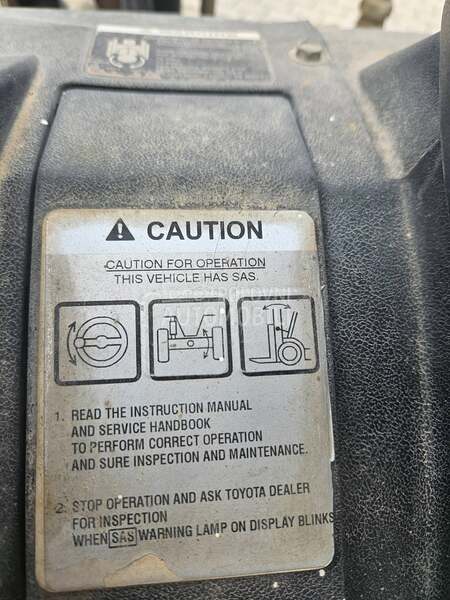 CAUTION
CAUTION FOR OPERATION
THIS VEHICLE HAS SAS.
1. READ THE INSTRUCTION MANUAL
AND SERVICE HANDBOOK
TO PERFORM CORRECT OPERATION
AND SURE INSPECTION AND MAINTENANCE.
2. STOP OPERATION AND ASK TOYOTA DEALER
FOR INSPECTION
WHEN SAS WARNING LAMP ON DISPLAY BLINKS